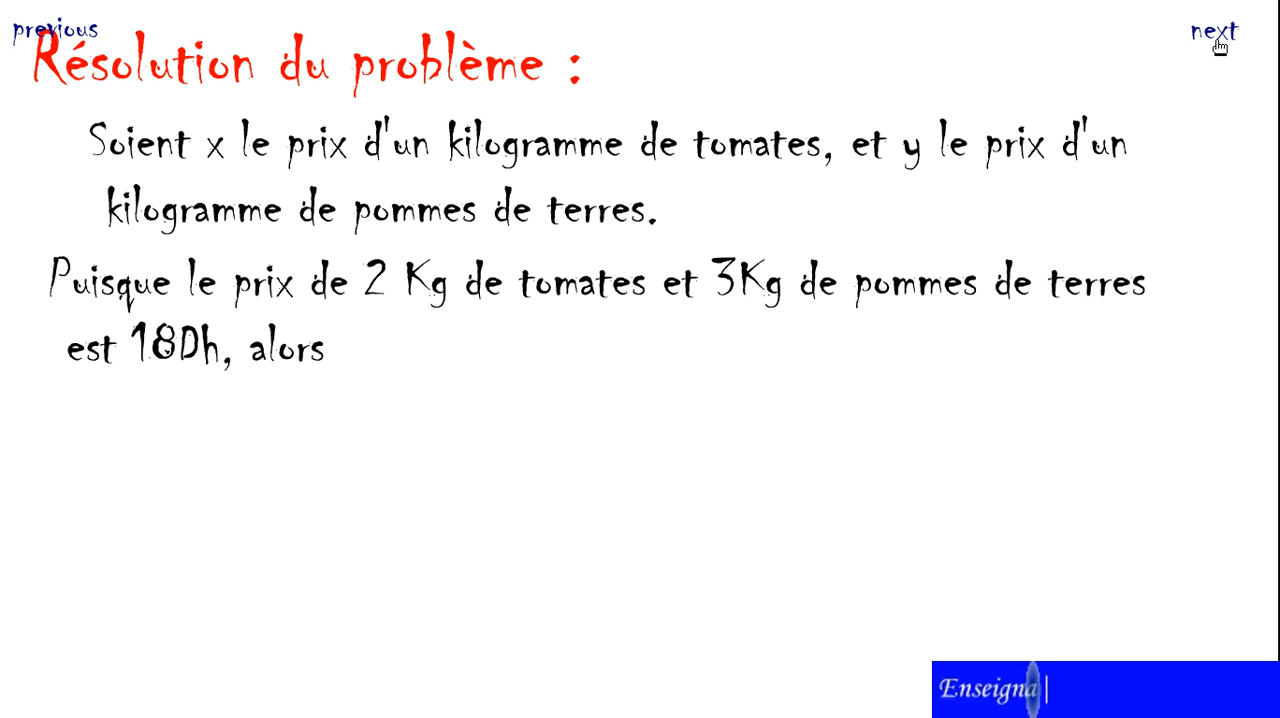 previous
next
Résolution du problème :
Soient x le prix d'un kilogramme de tomates, et y le prix d'un
kilogramme de pommes de terres.
Puisque le prix de 2 Kg de tomates et 3Kg de pommes de terres
est 18Dh, alors
Enseigna